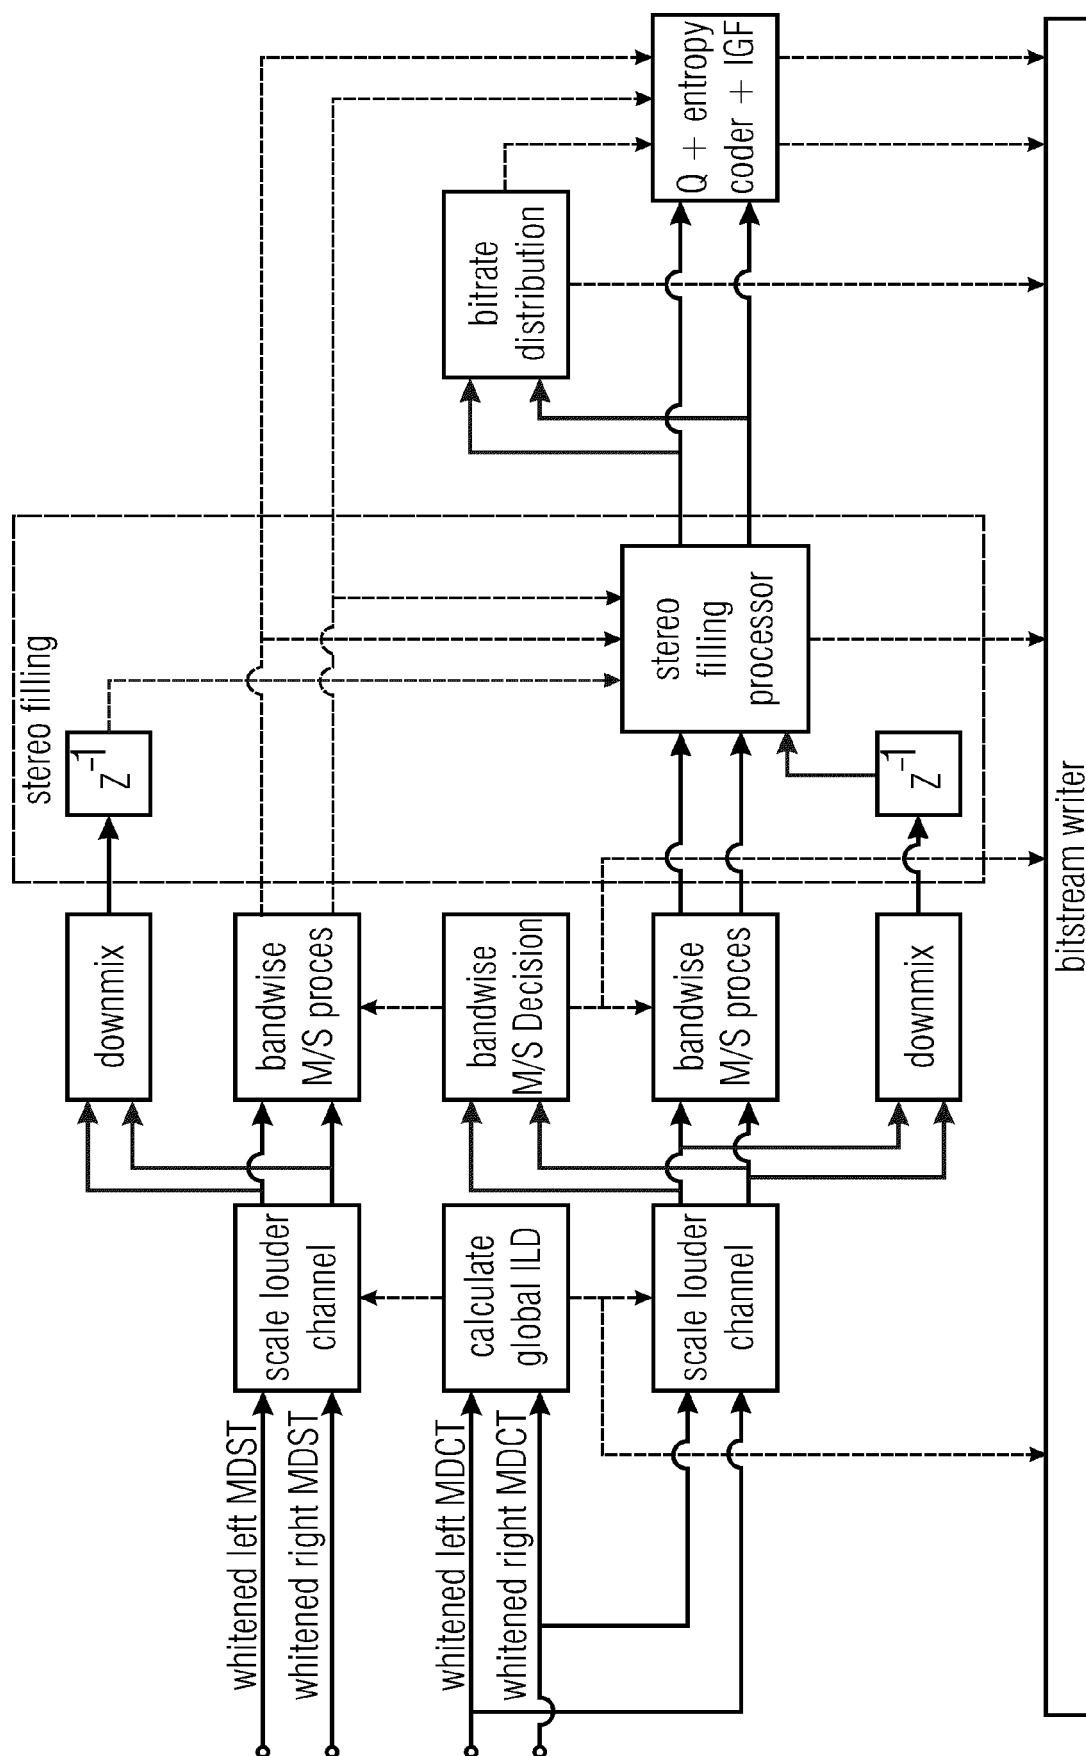 stereo filling
downmix
z⁻¹
whitened left MDST
whitened right MDST
scale louder
channel
bandwise
M/S proces
whitened left MDCT
whitened right MDCT
calculate
global ILD
bandwise
M/S Decision
bitrate
distribution
scale louder
channel
bandwise
M/S proces
stereo
filling
processor
Q + entropy
coder + IGF
downmix
z⁻¹
bitstream writer